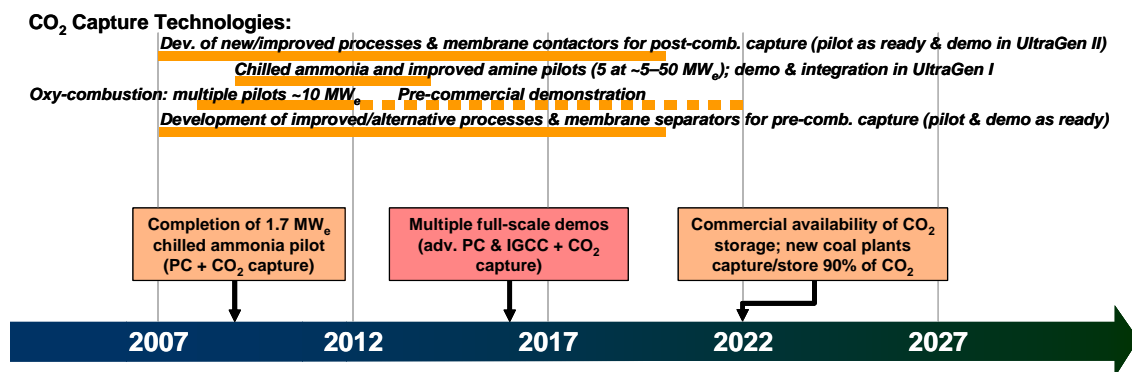 CO2 Capture Technologies:
Dev. of new/improved processes & membrane contactors for post-comb. capture (pilot as ready & demo in UltraGen II)
Chilled ammonia and improved amine pilots (5 at ~5–50 MWe); demo & integration in UltraGen I
Oxy-combustion: multiple pilots ~10 MWe Pre-commercial demonstration
Development of improved/alternative processes & membrane separators for pre-comb. capture (pilot & demo as ready)
Completion of 1.7 MWe
chilled ammonia pilot
(PC + CO2 capture)
Multiple full-scale demos
(adv. PC & IGCC + CO2
capture)
Commercial availability of CO2
storage; new coal plants
capture/store 90% of CO2
2007 2012 2017 2022 2027